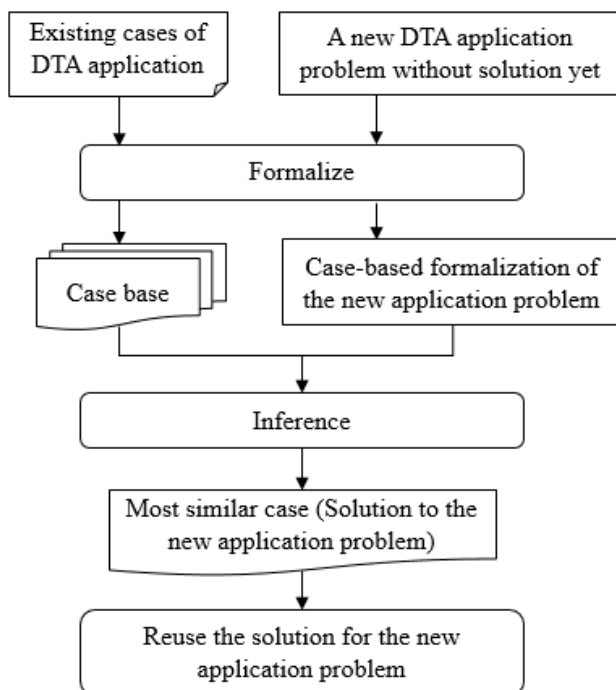 Existing cases of
DTA application
A new DTA application
problem without solution yet
Formalize
Case base
Case-based formalization of
the new application problem
Inference
Most similar case (Solution to the
new application problem)
Reuse the solution for the new
application problem